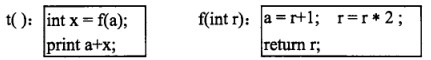 t( ): int x = f(a);
print a+x;
f(int r): a = r+1; r = r * 2 ;
return r;